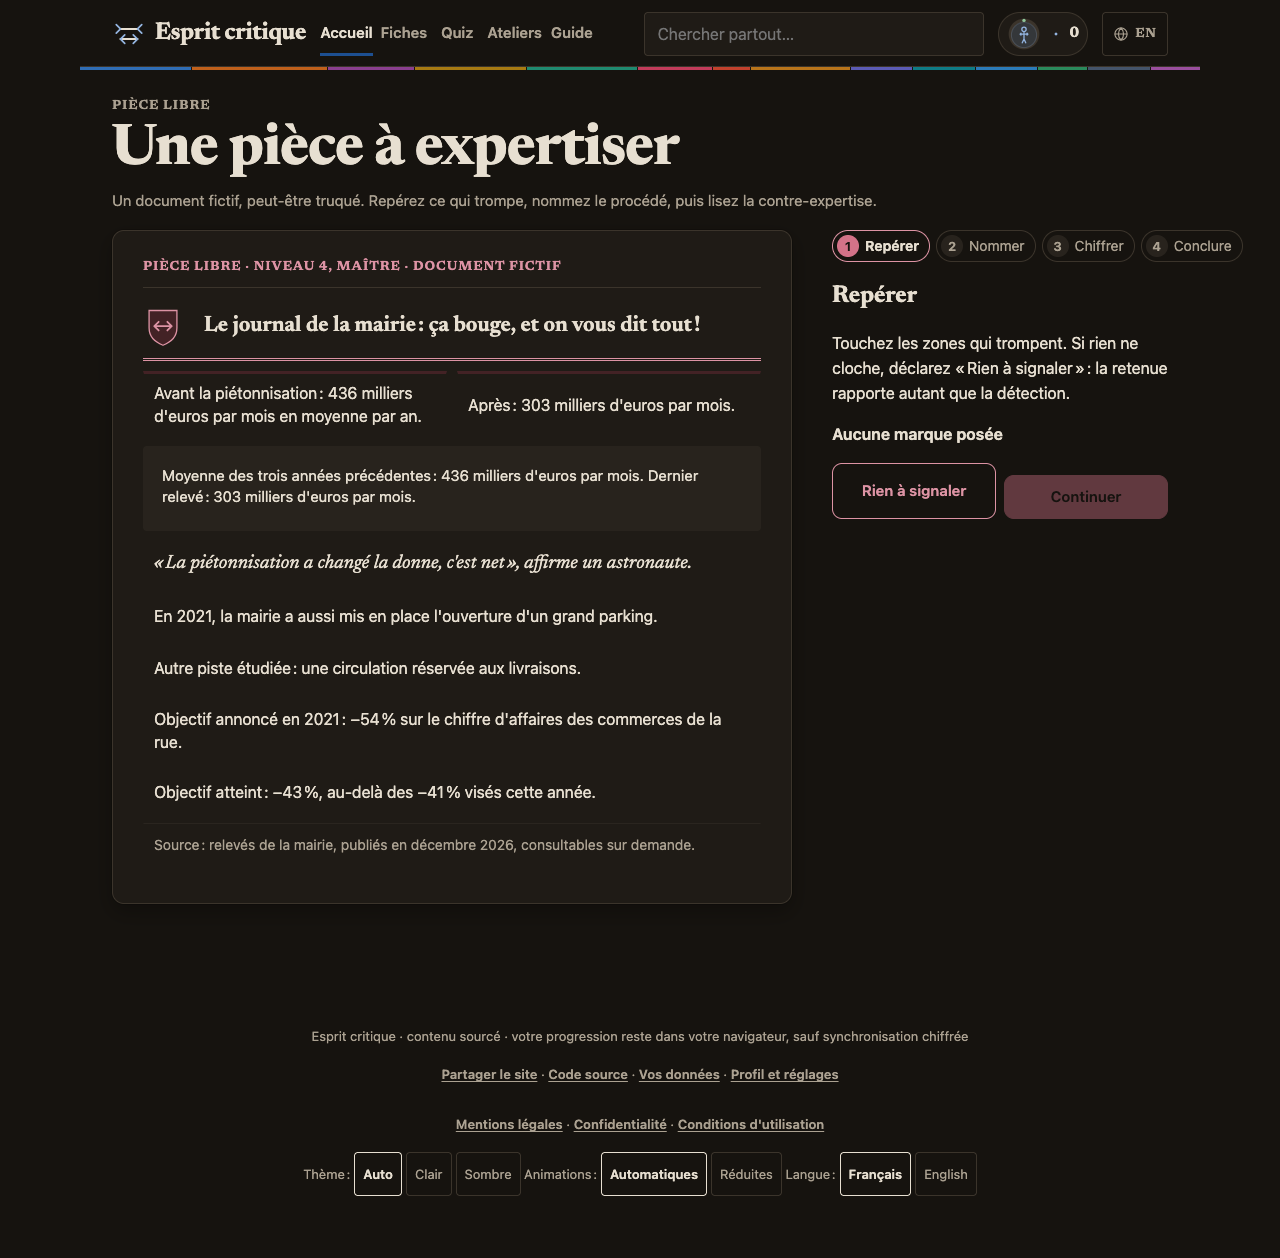 Esprit critique
Accueil
Fiches
Quiz
Ateliers
Guide
Chercher partout...
· 0
EN
PIÈCE LIBRE
Une pièce à expertiser
Un document fictif, peut-être truqué. Repérez ce qui trompe, nommez le procédé, puis lisez la contre-expertise.
PIÈCE LIBRE · NIVEAU 4, MAÎTRE · DOCUMENT FICTIF
Le journal de la mairie : ça bouge, et on vous dit tout !
Avant la piétonnisation : 436 milliers
d'euros par mois en moyenne par an.
Après : 303 milliers d'euros par mois.
Moyenne des trois années précédentes : 436 milliers d'euros par mois. Dernier
relevé : 303 milliers d'euros par mois.
« La piétonnisation a changé la donne, c'est net », affirme un astronaute.
En 2021, la mairie a aussi mis en place l'ouverture d'un grand parking.
Autre piste étudiée : une circulation réservée aux livraisons.
Objectif annoncé en 2021 : −54 % sur le chiffre d'affaires des commerces de la
rue.
Objectif atteint : −43 %, au-delà des −41 % visés cette année.
Source : relevés de la mairie, publiés en décembre 2026, consultables sur demande.
1 Repérer
2 Nommer
3 Chiffrer
4 Conclure
Repérer
Touchez les zones qui trompent. Si rien ne
cloche, déclarez « Rien à signaler » : la retenue
rapporte autant que la détection.
Aucune marque posée
Rien à signaler
Continuer
Esprit critique · contenu sourcé · votre progression reste dans votre navigateur, sauf synchronisation chiffrée
Partager le site · Code source · Vos données · Profil et réglages
Mentions légales · Confidentialité · Conditions d'utilisation
Thème : Auto Clair Sombre Animations : Automatiques Réduites Langue : Français English